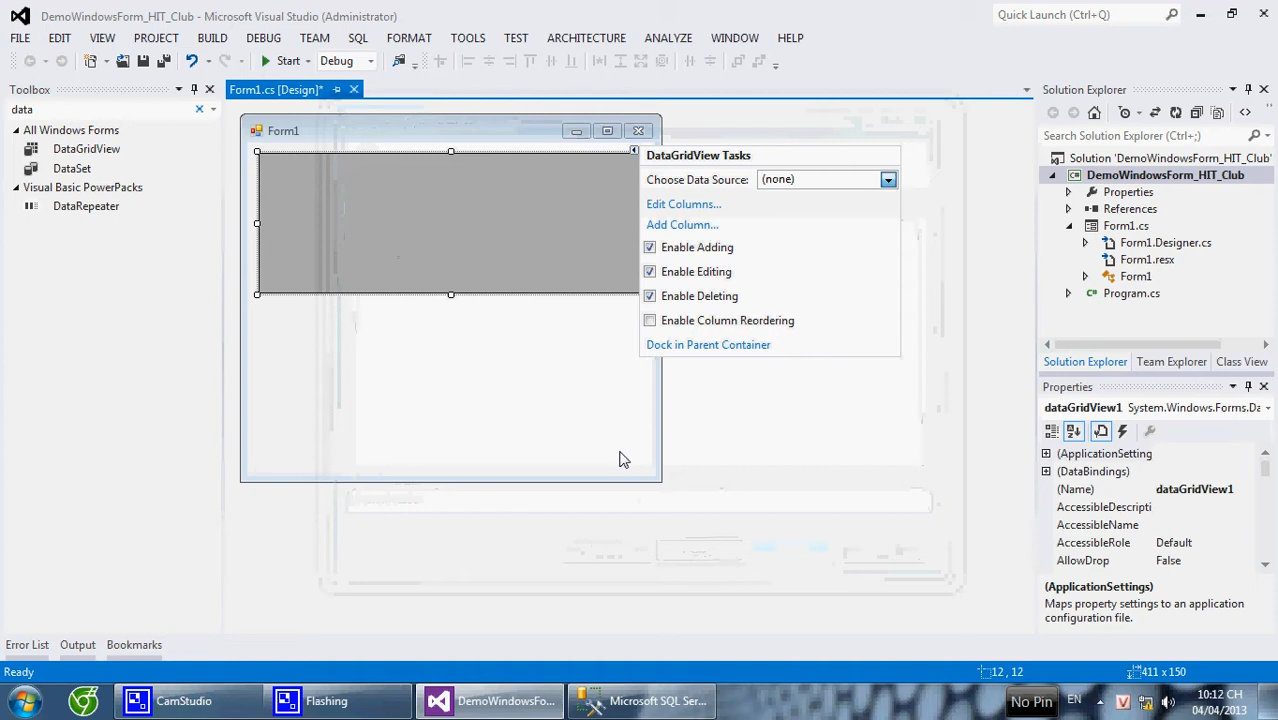 DemoWindowsForm_HIT_Club - Microsoft Visual Studio (Administrator)
Quick Launch (Ctrl+Q)
FILE EDIT VIEW PROJECT BUILD DEBUG TEAM SQL FORMAT TOOLS TEST ARCHITECTURE ANALYZE WINDOW HELP
Start Debug
Toolbox
data
All Windows Forms
DataGridView
DataSet
Visual Basic PowerPacks
DataRepeater
Form1.cs [Design]*
Form1
DataGridView Tasks
Choose Data Source: (none)
Edit Columns...
Add Column...
Enable Adding
Enable Editing
Enable Deleting
Enable Column Reordering
Dock in Parent Container
Solution Explorer
Search Solution Explorer (Ctrl+;)
Solution 'DemoWindowsForm_HIT_Club'
DemoWindowsForm_HIT_Club
Properties
References
Form1.cs
Form1.Designer.cs
Form1.resx
Form1
Program.cs
Solution Explorer Team Explorer Class View
Properties
dataGridView1 System.Windows.Forms.Da
(ApplicationSetting
(DataBindings)
(Name) dataGridView1
AccessibleDescripti
AccessibleName
AccessibleRole Default
AllowDrop False
(ApplicationSettings)
Maps property settings to an application
configuration file.
Error List Output Bookmarks
Ready 12 , 12 411 x 150
CamStudio Flashing DemoWindowsFo... Microsoft SQL Ser... No Pin EN 10:12 CH
04/04/2013